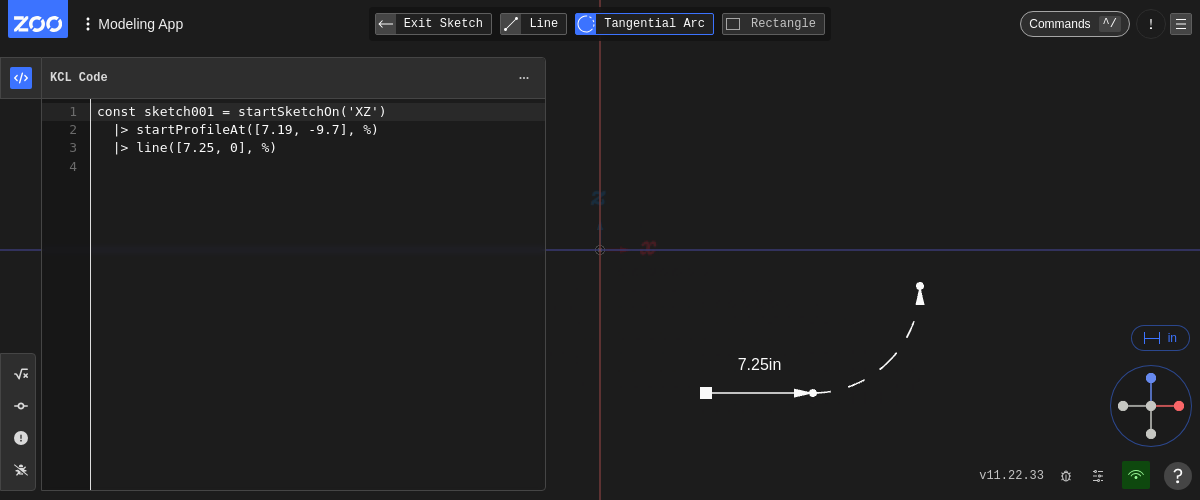 ZOO Modeling App Exit Sketch Line Tangential Arc Rectangle Commands ^/ !
KCL Code
1 const sketch001 = startSketchOn('XZ')
2 |> startProfileAt([7.19, -9.7], %)
3 |> line([7.25, 0], %)
4
z
x
7.25in
in
v11.22.33 ?